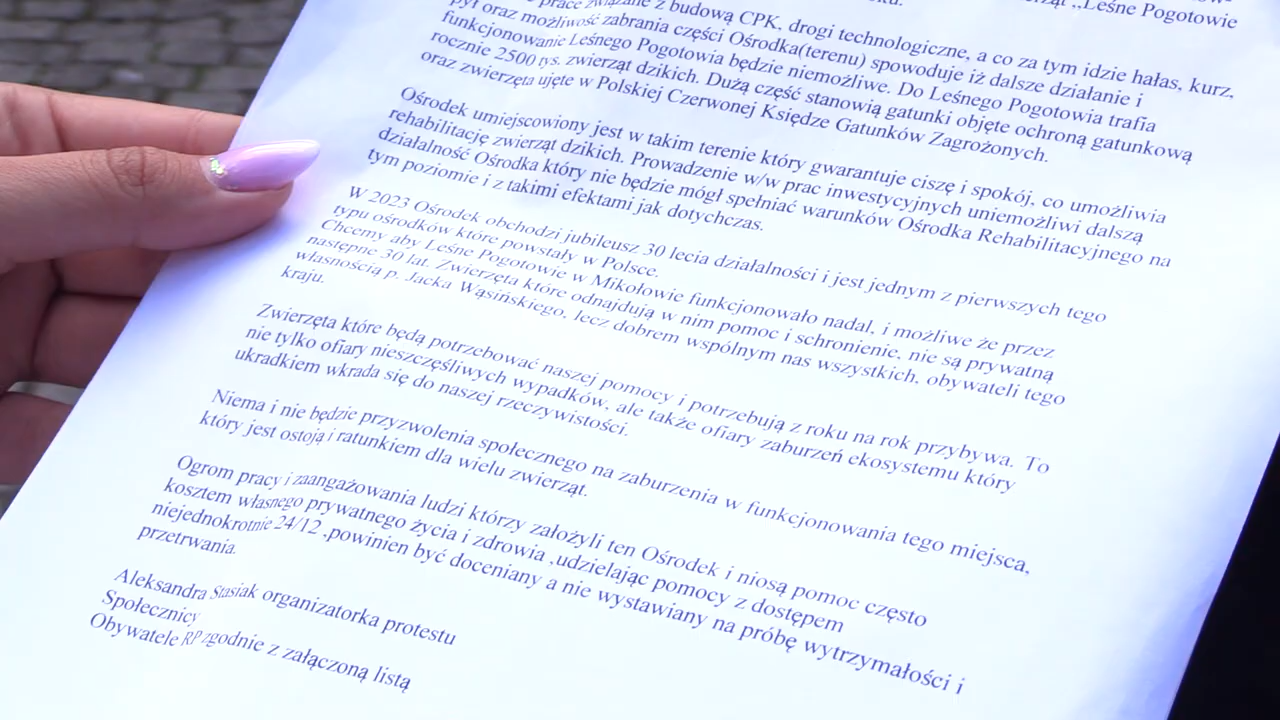 „Leśne Pogotowie
prace związane z budową CPK, drogi technologiczne, a co za tym idzie hałas, kurz,
pył oraz możliwość zabrania części Ośrodka(terenu) spowoduje iż dalsze działanie i
funkcjonowanie Leśnego Pogotowia będzie niemożliwe. Do Leśnego Pogotowia trafia
rocznie 2500 tys. zwierząt dzikich. Dużą część stanowią gatunki objęte ochroną gatunkową
oraz zwierzęta ujęte w Polskiej Czerwonej Księdze Gatunków Zagrożonych.
Ośrodek umiejscowiony jest w takim terenie który gwarantuje ciszę i spokój, co umożliwia
rehabilitację zwierząt dzikich. Prowadzenie w/w prac inwestycyjnych uniemożliwi dalszą
działalność Ośrodka który nie będzie mógł spełniać warunków Ośrodka Rehabilitacyjnego na
tym poziomie i z takimi efektami jak dotychczas.
W 2023 Ośrodek obchodzi jubileusz 30 lecia działalności i jest jednym z pierwszych tego
typu ośrodków które powstały w Polsce.
Chcemy aby Leśne Pogotowie w Mikołowie funkcjonowało nadal, i możliwe że przez
następne 30 lat. Zwierzęta które odnajdują w nim pomoc i schronienie, nie są prywatną
własnością p. Jacka Wąsińskiego, lecz dobrem wspólnym nas wszystkich, obywateli tego
kraju.
Zwierzęta które będą potrzebować naszej pomocy i potrzebują z roku na rok przybywa. To
nie tylko ofiary nieszczęśliwych wypadków, ale także ofiary zaburzeń ekosystemu który
ukradkiem wkrada się do naszej rzeczywistości.
Niema i nie będzie przyzwolenia społecznego na zaburzenia w funkcjonowania tego miejsca,
który jest ostoją i ratunkiem dla wielu zwierząt.
Ogrom pracy i zaangażowania ludzi którzy założyli ten Ośrodek i niosą pomoc często
kosztem własnego prywatnego życia i zdrowia ,udzielając pomocy z dostępem
niejednokrotnie 24/12 ,powinien być doceniany a nie wystawiany na próbę wytrzymałości i
przetrwania.
Aleksandra Stasiak organizatorka protestu
Społecznicy
Obywatele RP zgodnie z załączoną listą